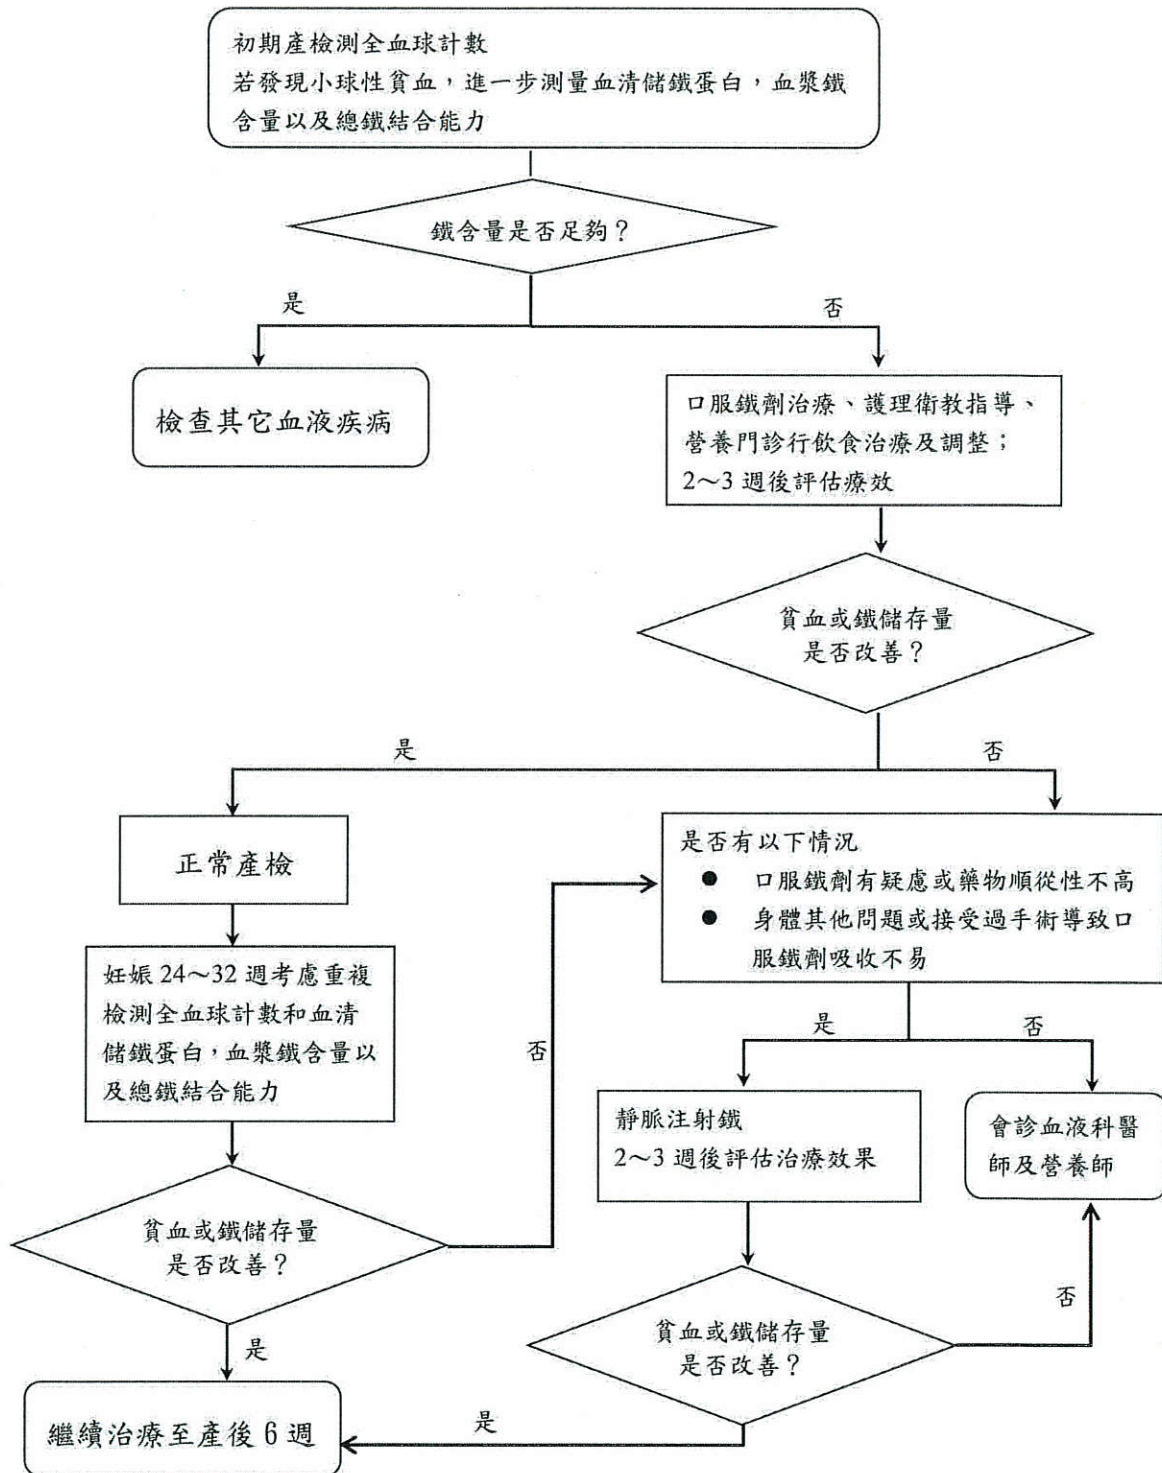 初期產檢測全血球計數
若發現小球性貧血，進一步測量血清儲鐵蛋白，血漿鐵
含量以及總鐵結合能力
鐵含量是否足夠？
是
否
檢查其它血液疾病
口服鐵劑治療、護理衛教指導、
營養門診行飲食治療及調整；
2～3 週後評估療效
貧血或鐵儲存量
是否改善？
是
否
正常產檢
是否有以下情況
● 口服鐵劑有疑慮或藥物順從性不高
● 身體其他問題或接受過手術導致口
服鐵劑吸收不易
妊娠 24～32 週考慮重複
檢測全血球計數和血清
儲鐵蛋白，血漿鐵含量以
及總鐵結合能力
否
是
否
靜脈注射鐵
2～3 週後評估治療效果
會診血液科醫
師及營養師
貧血或鐵儲存量
是否改善？
貧血或鐵儲存量
是否改善？
否
是
是
繼續治療至產後 6 週